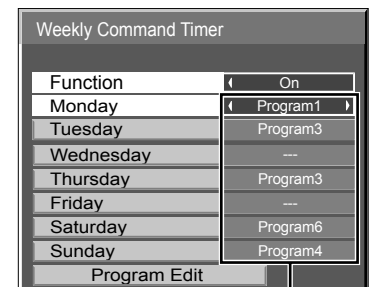 Weekly Command Timer
Function On
Monday Program1
Tuesday Program3
Wednesday ---
Thursday Program3
Friday ---
Saturday Program6
Sunday Program4
Program Edit